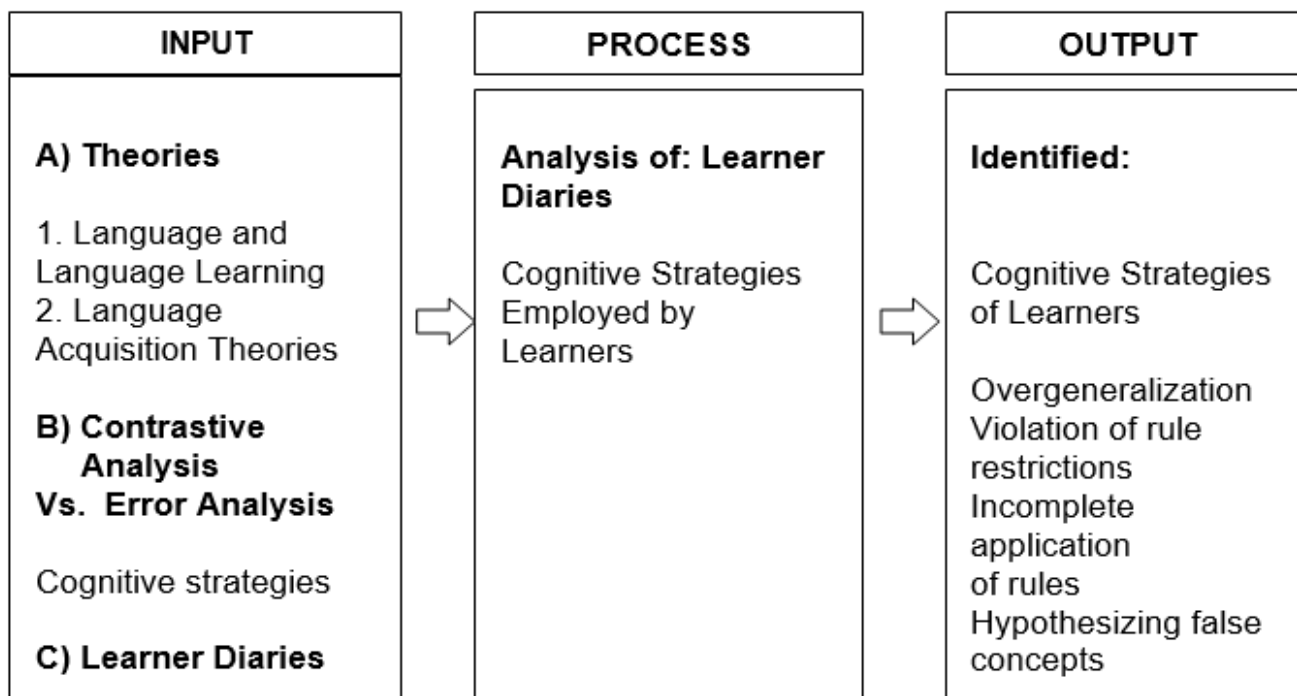 INPUT
A) Theories
1. Language and
Language Learning
2. Language
Acquisition Theories
B) Contrastive
Analysis
Vs. Error Analysis
Cognitive strategies
C) Learner Diaries
PROCESS
Analysis of: Learner
Diaries
Cognitive Strategies
Employed by
Learners
OUTPUT
Identified:
Cognitive Strategies
of Learners
Overgeneralization
Violation of rule
restrictions
Incomplete
application
of rules
Hypothesizing false
concepts